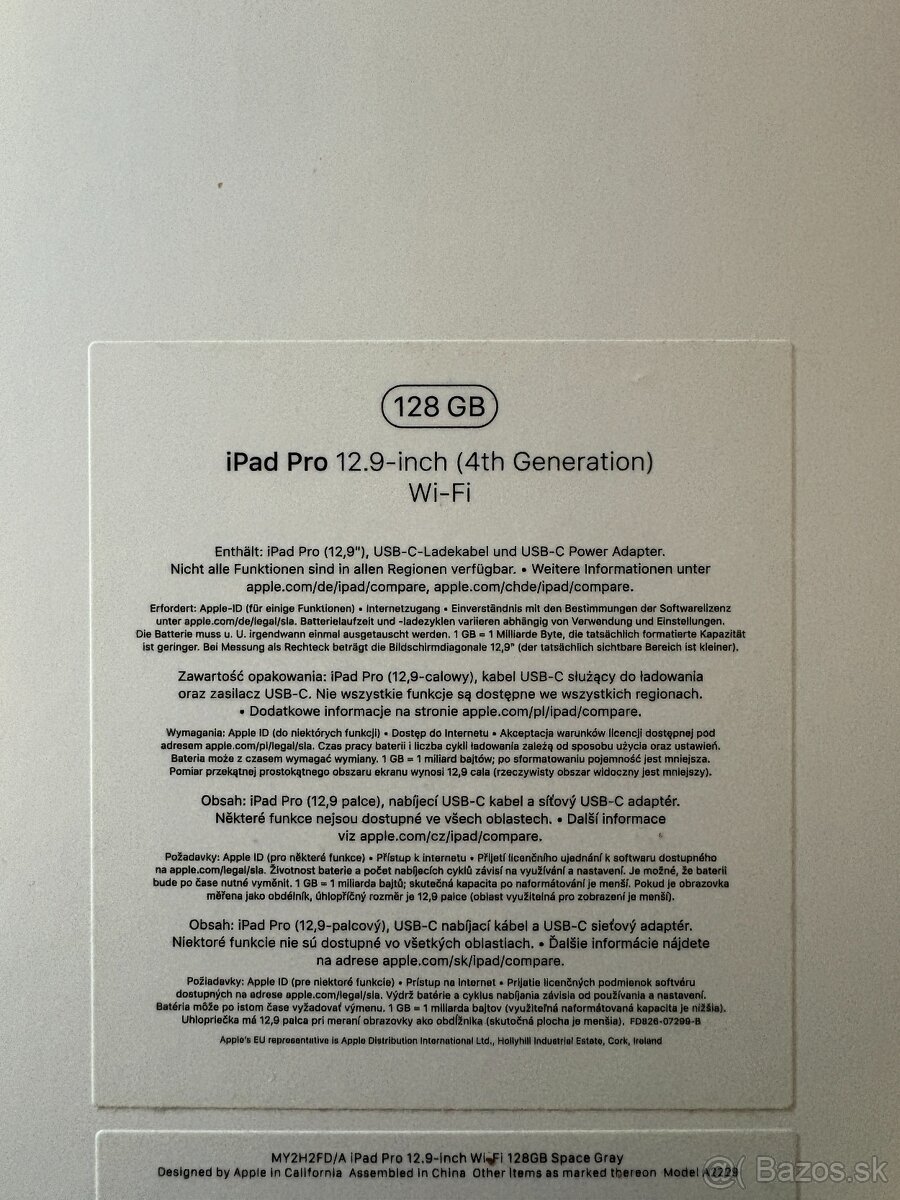 128 GB
iPad Pro 12.9-inch (4th Generation)
Wi-Fi
Enthält: iPad Pro (12,9"), USB-C-Ladekabel und USB-C Power Adapter.
Nicht alle Funktionen sind in allen Regionen verfügbar. • Weitere Informationen unter
apple.com/de/ipad/compare, apple.com/chde/ipad/compare.
Erfordert: Apple-ID (für einige Funktionen) • Internetzugang • Einverständnis mit den Bestimmungen der Softwarelizenz
unter apple.com/de/legal/sla. Batterielaufzeit und -ladezyklen variieren abhängig von Verwendung und Einstellungen.
Die Batterie muss u. U. irgendwann einmal ausgetauscht werden. 1 GB = 1 Milliarde Byte, die tatsächlich formatierte Kapazität
ist geringer. Bei Messung als Rechteck beträgt die Bildschirmdiagonale 12,9" (der tatsächlich sichtbare Bereich ist kleiner).
Zawartość opakowania: iPad Pro (12,9-calowy), kabel USB-C służący do ładowania
oraz zasilacz USB-C. Nie wszystkie funkcje są dostępne we wszystkich regionach.
• Dodatkowe informacje na stronie apple.com/pl/ipad/compare.
Wymagania: Apple ID (do niektórych funkcji) • Dostęp do Internetu • Akceptacja warunków licencji dostępnej pod
adresem apple.com/pl/legal/sla. Czas pracy baterii i liczba cykli ładowania zależą od sposobu użycia oraz ustawień.
Bateria może z czasem wymagać wymiany. 1 GB = 1 miliard bajtów; po sformatowaniu pojemność jest mniejsza.
Pomiar przekątnej prostokątnego obszaru ekranu wynosi 12,9 cala (rzeczywisty obszar widoczny jest mniejszy).
Obsah: iPad Pro (12,9 palce), nabíjecí USB-C kabel a síťový USB-C adaptér.
Některé funkce nejsou dostupné ve všech oblastech. • Další informace
viz apple.com/cz/ipad/compare.
Požadavky: Apple ID (pro některé funkce) • Přístup k internetu • Přijetí licenčního ujednání k softwaru dostupného
na apple.com/legal/sla. Životnost baterie a počet nabíjecích cyklů závisí na využívání a nastavení. Je možné, že baterii
bude po čase nutné vyměnit. 1 GB = 1 miliarda bajtů; skutečná kapacita po naformátování je menší. Pokud je obrazovka
měřena jako obdélník, úhlopříčný rozměr je 12,9 palce (oblast využitelná pro zobrazení je menší).
Obsah: iPad Pro (12,9-palcový), USB-C nabíjací kábel a USB-C sieťový adaptér.
Niektoré funkcie nie sú dostupné vo všetkých oblastiach. • Ďalšie informácie nájdete
na adrese apple.com/sk/ipad/compare.
Požiadavky: Apple ID (pre niektoré funkcie) • Prístup na internet • Prijatie licenčných podmienok softvéru
dostupných na adrese apple.com/legal/sla. Výdrž batérie a cyklus nabíjania závisia od používania a nastavení.
Batéria môže po istom čase vyžadovať výmenu. 1 GB = 1 miliarda bajtov (využiteľná naformátovaná kapacita je nižšia).
Uhlopriečka má 12,9 palca pri meraní obrazovky ako obdĺžnika (skutočná plocha je menšia). FD826-07299-B
Apple's EU representative is Apple Distribution International Ltd., Hollyhill Industrial Estate, Cork, Ireland
MY2H2FD/A iPad Pro 12.9-inch Wi-Fi 128GB Space Gray
Designed by Apple in California Assembled in China Other Items as marked thereon Model A2229
Bazos.sk